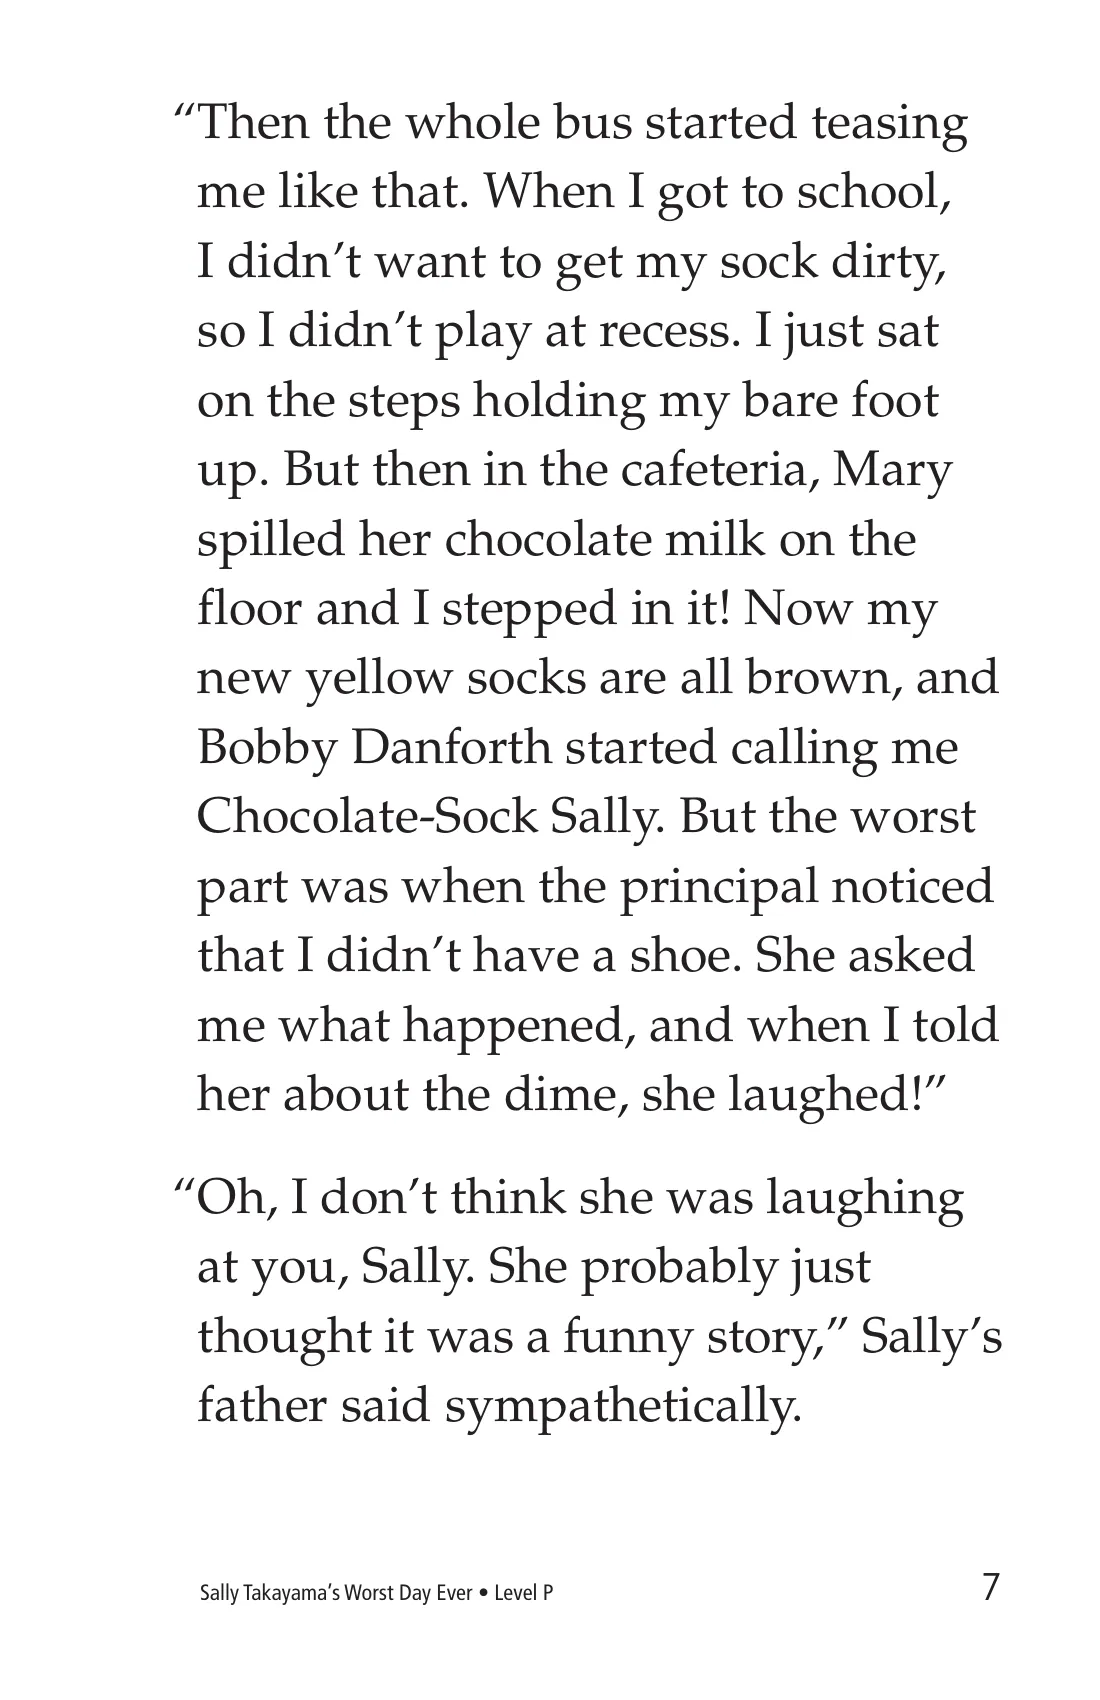 “Then the whole bus started teasing
me like that. When I got to school,
I didn’t want to get my sock dirty,
so I didn’t play at recess. I just sat
on the steps holding my bare foot
up. But then in the cafeteria, Mary
spilled her chocolate milk on the
floor and I stepped in it! Now my
new yellow socks are all brown, and
Bobby Danforth started calling me
Chocolate-Sock Sally. But the worst
part was when the principal noticed
that I didn’t have a shoe. She asked
me what happened, and when I told
her about the dime, she laughed!”
“Oh, I don’t think she was laughing
at you, Sally. She probably just
thought it was a funny story,” Sally’s
father said sympathetically.
Sally Takayama’s Worst Day Ever • Level P 7